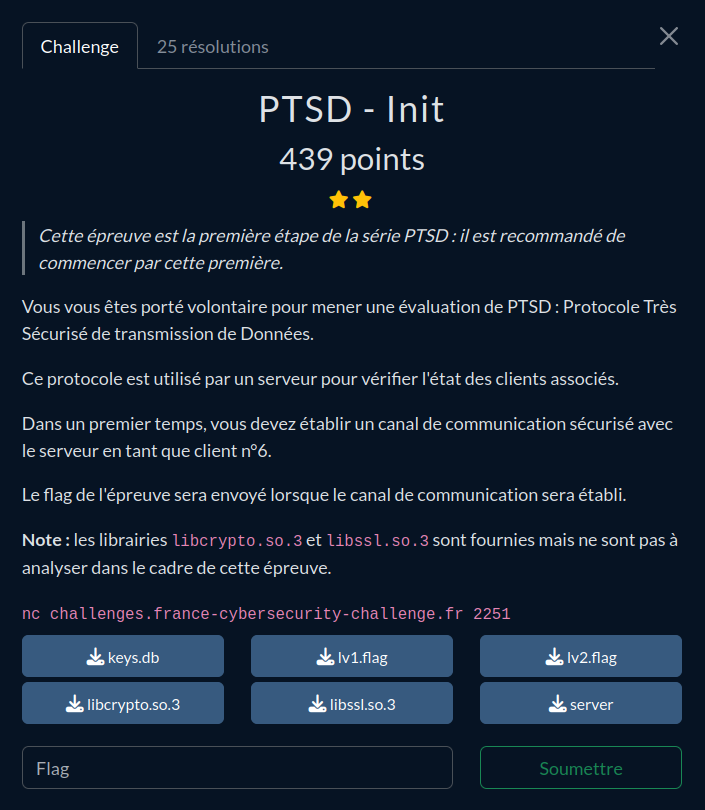 Challenge
25 résolutions
PTSD - Init
439 points
Cette épreuve est la première étape de la série PTSD : il est recommandé de
commencer par cette première.
Vous vous êtes porté volontaire pour mener une évaluation de PTSD : Protocole Très
Sécurisé de transmission de Données.
Ce protocole est utilisé par un serveur pour vérifier l'état des clients associés.
Dans un premier temps, vous devez établir un canal de communication sécurisé avec
le serveur en tant que client n°6.
Le flag de l'épreuve sera envoyé lorsque le canal de communication sera établi.
Note : les librairies libcrypto.so.3 et libssl.so.3 sont fournies mais ne sont pas à
analyser dans le cadre de cette épreuve.
nc challenges.france-cybersecurity-challenge.fr 2251
keys.db lv1.flag lv2.flag
libcrypto.so.3 libssl.so.3 server
Flag Soumettre